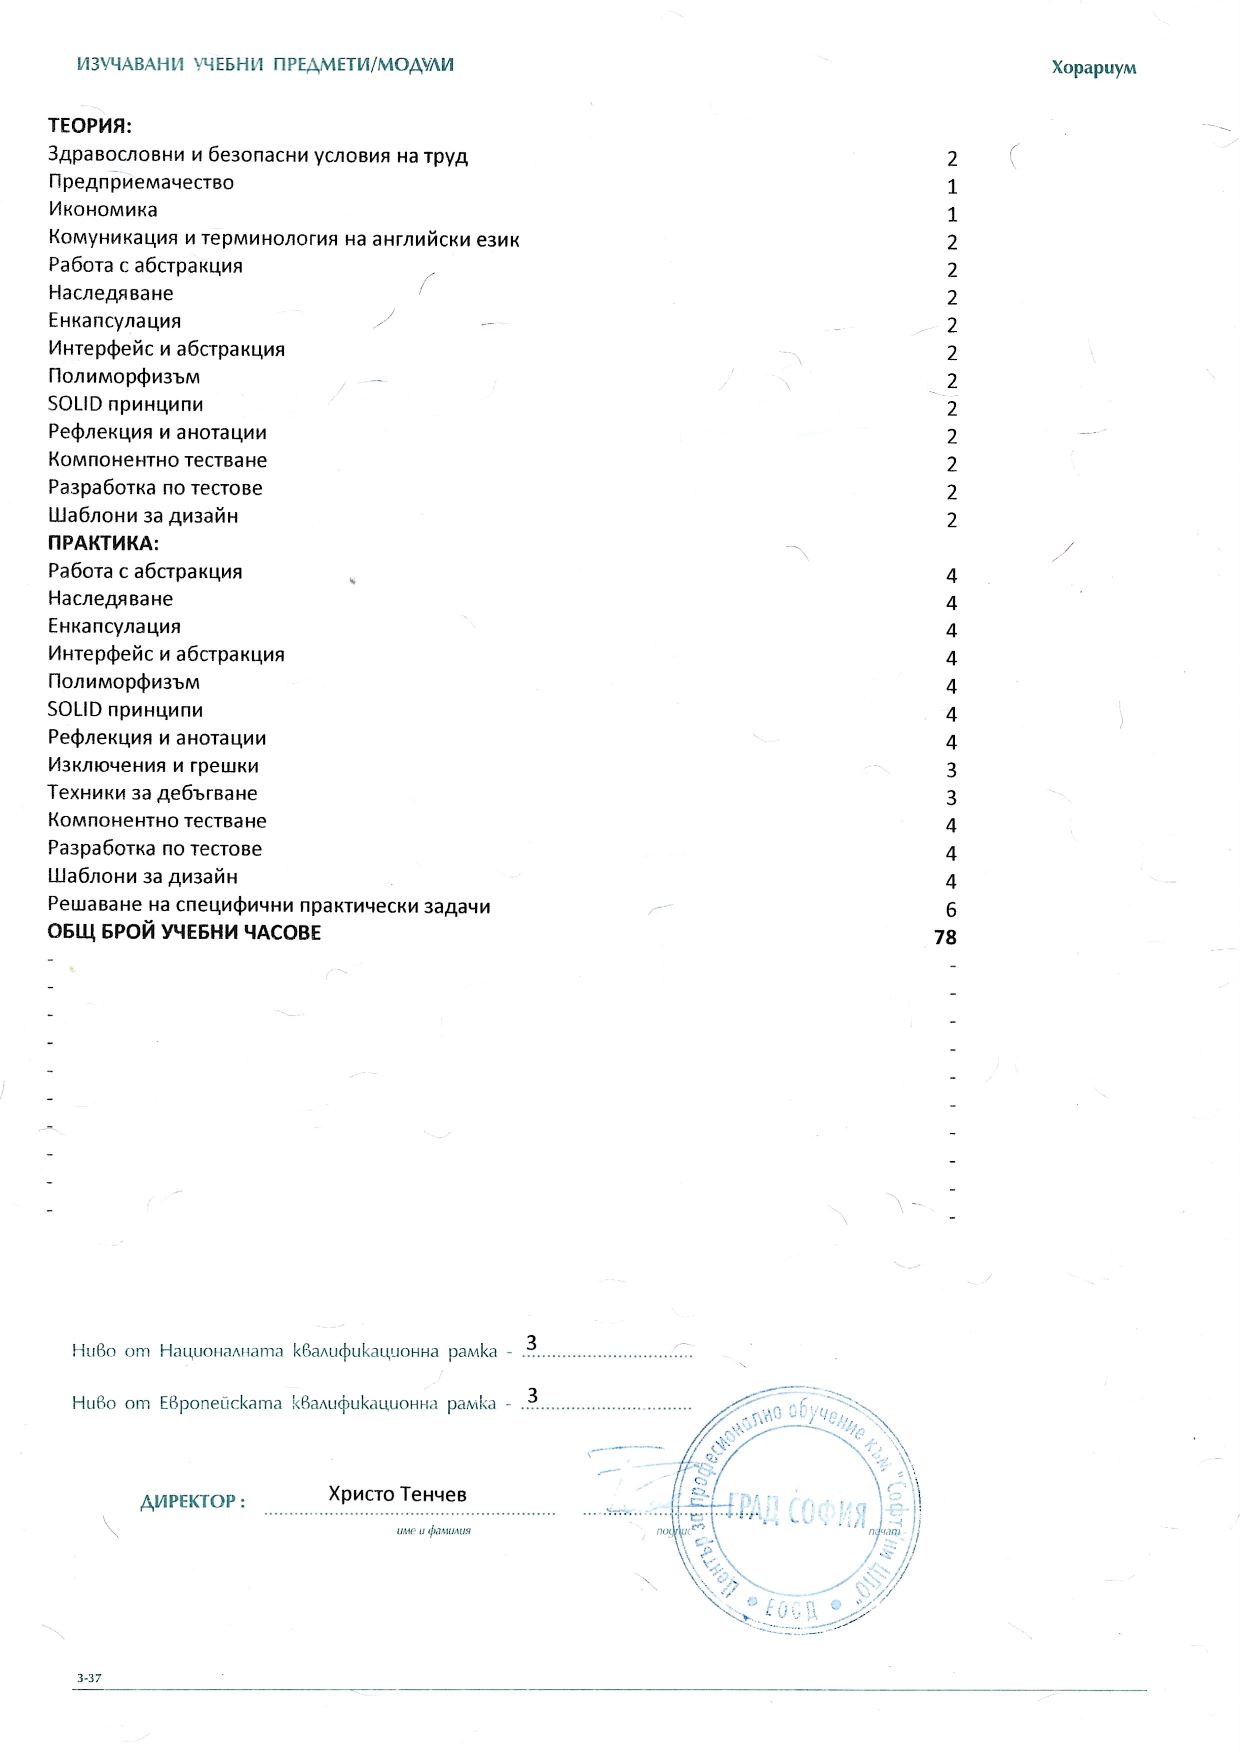 ИЗУЧАВАНИ УЧЕБНИ ПРЕДМЕТИ/МОДУЛИ Хорариум
ТЕОРИЯ:
Здравословни и безопасни условия на труд 2
Предприемачество 1
Икономика 1
Комуникация и терминология на английски език 2
Работа с абстракция 2
Наследяване 2
Енкапсулация 2
Интерфейс и абстракция 2
Полиморфизъм 2
SOLID принципи 2
Рефлекция и анотации 2
Компонентно тестване 2
Разработка по тестове 2
Шаблони за дизайн 2
ПРАКТИКА:
Работа с абстракция 4
Наследяване 4
Енкапсулация 4
Интерфейс и абстракция 4
Полиморфизъм 4
SOLID принципи 4
Рефлекция и анотации 4
Изключения и грешки 3
Техники за дебъгване 3
Компонентно тестване 4
Разработка по тестове 4
Шаблони за дизайн 4
Решаване на специфични практически задачи 6
ОБЩ БРОЙ УЧЕБНИ ЧАСОВЕ 78
- -
- -
- -
- -
- -
- -
- -
- -
- -
- -
Ниво от Националната квалификационна рамка - 3
Ниво от Европейската квалификационна рамка - 3
ДИРЕКТОР: Христо Тенчев
име и фамилия подпис печат
Център за професионално обучение към "Софтуни ЦПО"
ГРАД СОФИЯ
ЕООД
3-37